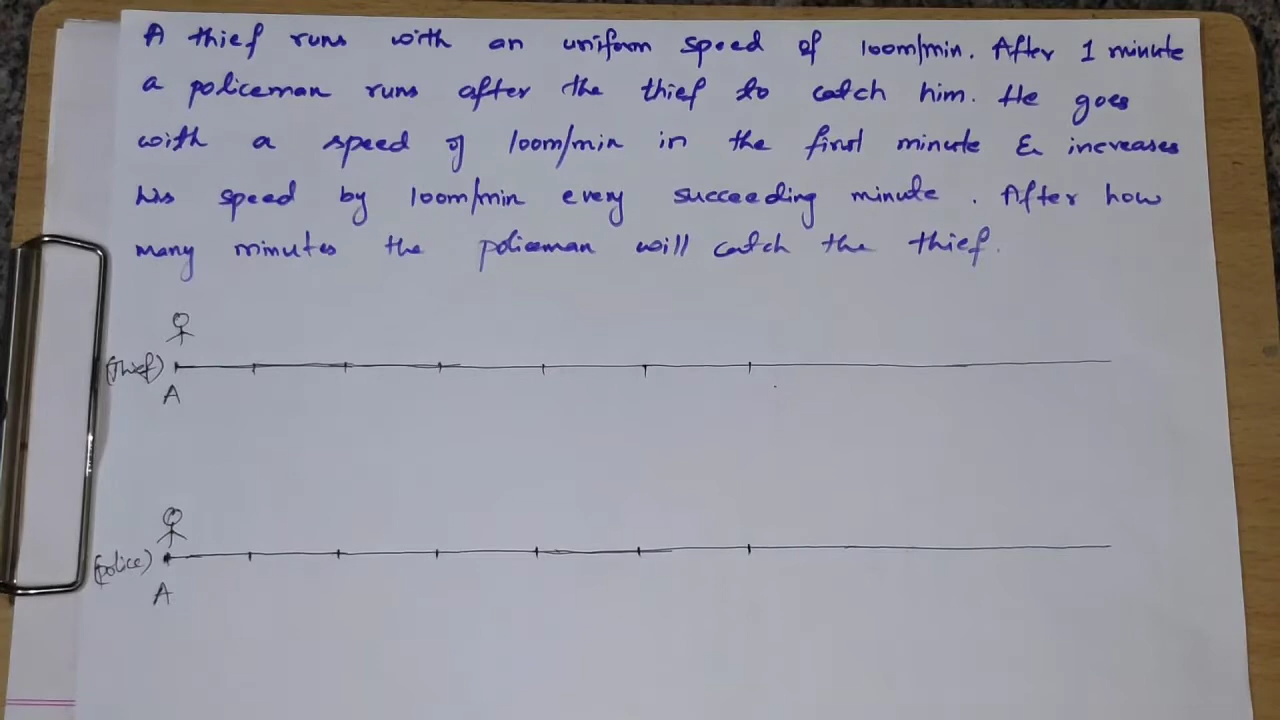 A thief runs with an uniform speed of 100m/min. After 1 minute
a policeman runs after the thief to catch him. He goes
with a speed of 100m/min in the first minute & increases
his speed by 100m/min every succeeding minute. After how
many minutes the policeman will catch the thief.
(Thief)
A
(police)
A